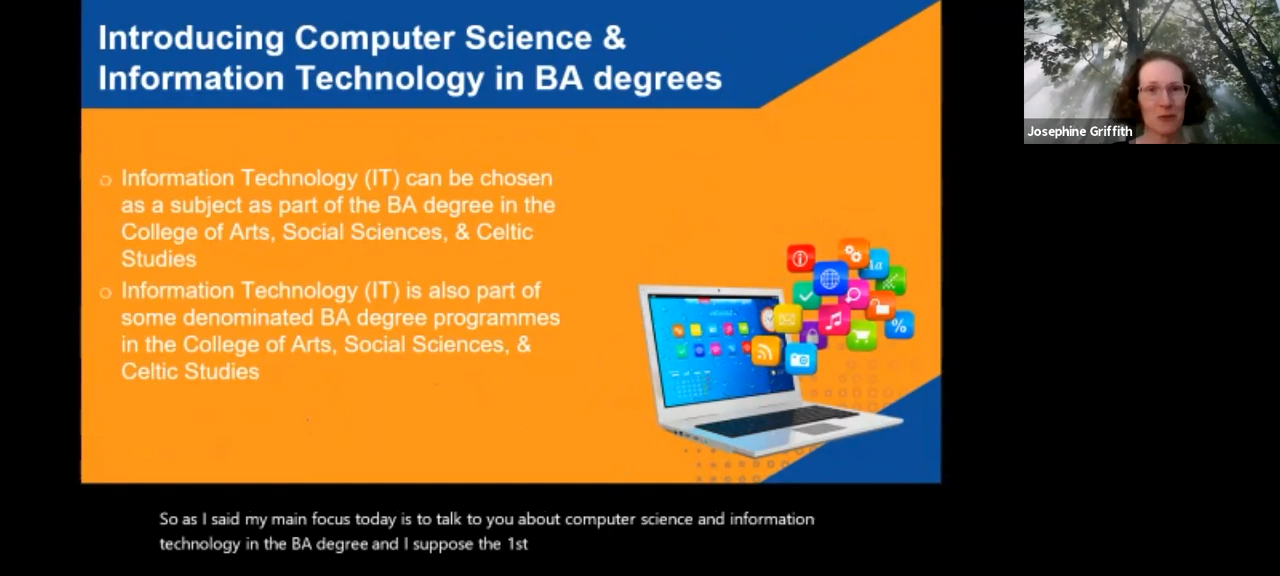 Introducing Computer Science &
Information Technology in BA degrees
Information Technology (IT) can be chosen
as a subject as part of the BA degree in the
College of Arts, Social Sciences, & Celtic
Studies
Information Technology (IT) is also part of
some denominated BA degree programmes
in the College of Arts, Social Sciences, &
Celtic Studies
%
Josephine Griffith
So as I said my main focus today is to talk to you about computer science and information
technology in the BA degree and I suppose the 1st